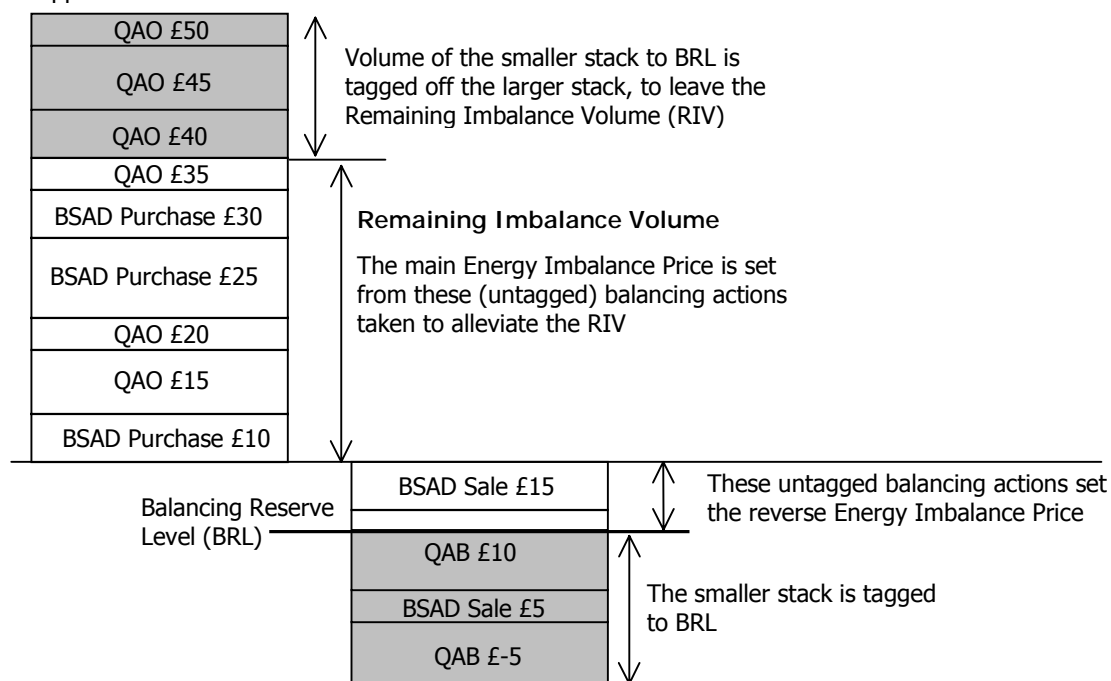 QAO £50
QAO £45
QAO £40
QAO £35
BSAD Purchase £30
BSAD Purchase £25
QAO £20
QAO £15
BSAD Purchase £10
Volume of the smaller stack to BRL is
tagged off the larger stack, to leave the
Remaining Imbalance Volume (RIV)
Remaining Imbalance Volume
The main Energy Imbalance Price is set
from these (untagged) balancing actions
taken to alleviate the RIV
BSAD Sale £15
These untagged balancing actions set
the reverse Energy Imbalance Price
Balancing Reserve
Level (BRL)
QAB £10
BSAD Sale £5
QAB £-5
The smaller stack is tagged
to BRL